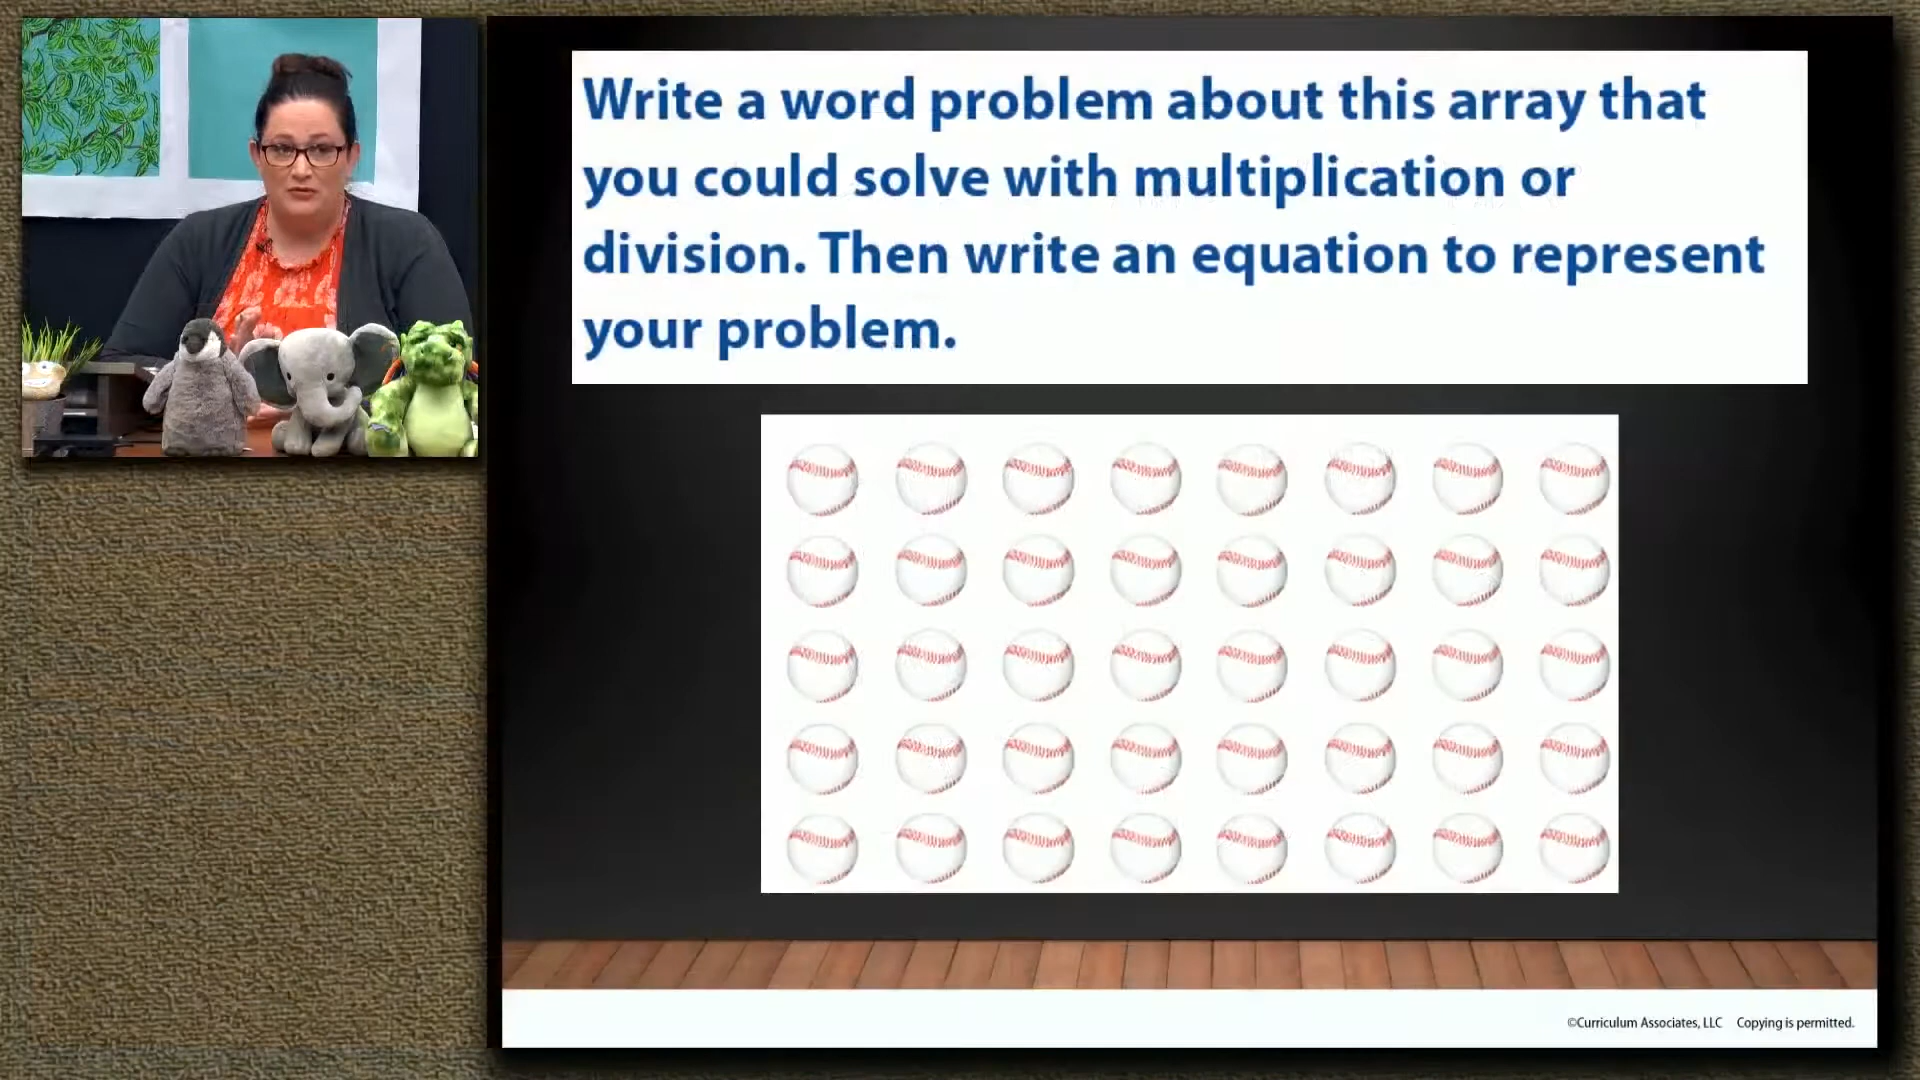 Write a word problem about this array that
you could solve with multiplication or
division. Then write an equation to represent
your problem.
©Curriculum Associates, LLC Copying is permitted.